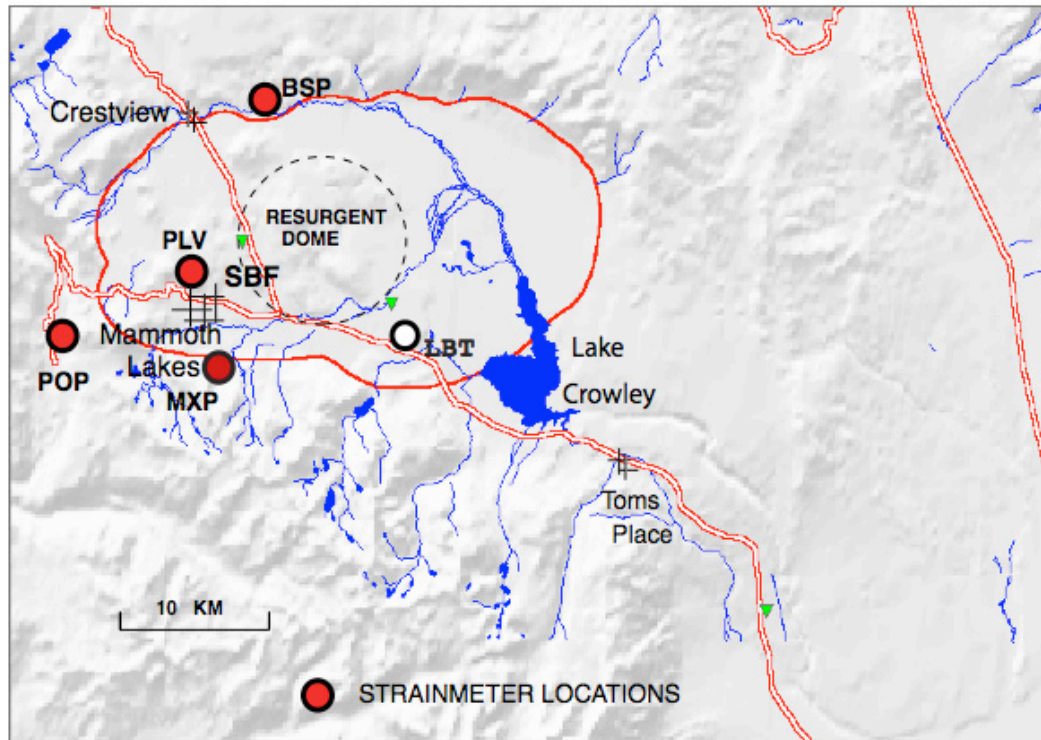 BSP
Crestview
RESURGENT
DOME
PLV
SBF
Mammoth
Lakes
POP
MXP
LBT
Lake
Crowley
Toms
Place
10 KM
STRAINMETER LOCATIONS